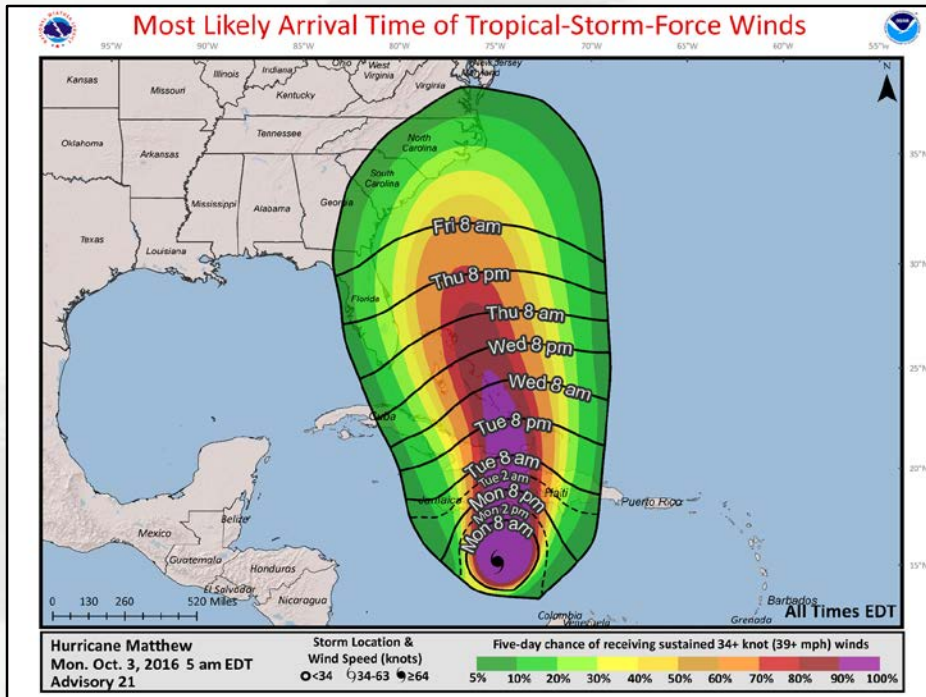 Most Likely Arrival Time of Tropical-Storm-Force Winds
95°W 90°W 85°W 80°W 75°W 70°W 65°W 60°W 55°W
N
Kansas
Missouri
Illinois
Indiana
Ohio
West
Virginia
New Jersey
Maryland
Virginia
Kentucky
Oklahoma
Arkansas
Tennessee
North
Carolina
35°N
South
Carolina
Mississippi
Alabama
Georgia
Texas
Louisiana
Fri 8 am
30°N
Thu 8 pm
Florida
Thu 8 am
Wed 8 pm
25°N
Wed 8 am
Cuba
Tue 8 pm
Tue 8 am
20°N
Tue 2 am
Jamaica
Haiti
Mon 8 pm
Puerto Rico
Mon 2 pm
Mon 8 am
Mexico
Belize
Guatemala
Honduras
15°N
El Salvador
Nicaragua
Barbados
Grenada
Colombia
Venezuela
0 130 260 520 Miles
All Times EDT
Hurricane Matthew
Mon. Oct. 3, 2016 5 am EDT
Advisory 21
Storm Location &
Wind Speed (knots)
<34 34-63 ≥64
Five-day chance of receiving sustained 34+ knot (39+ mph) winds
5% 10% 20% 30% 40% 50% 60% 70% 80% 90% 100%